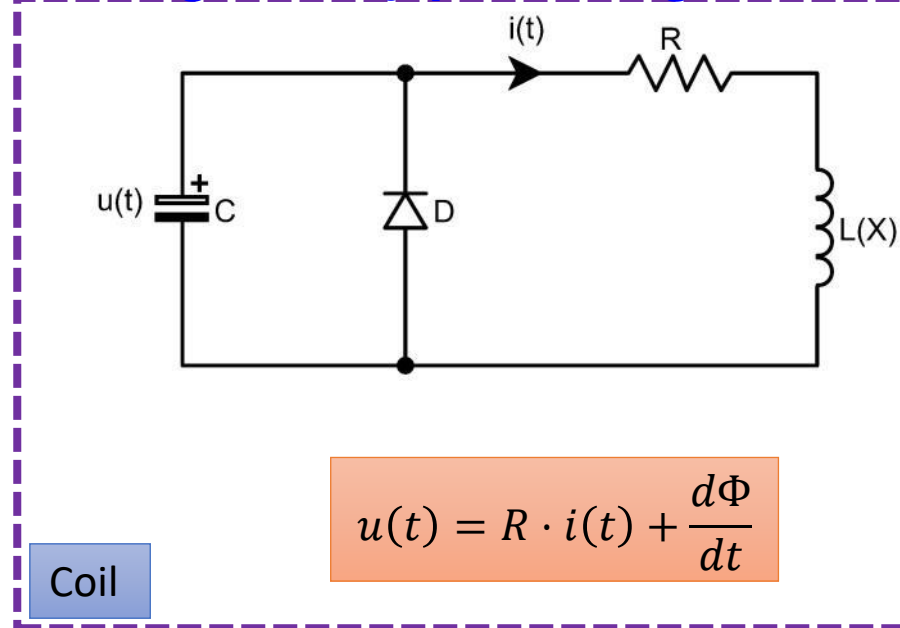 i(t)
R
+
u(t)
C
D
L(X)
u(t) = R · i(t) + dΦ/dt
Coil